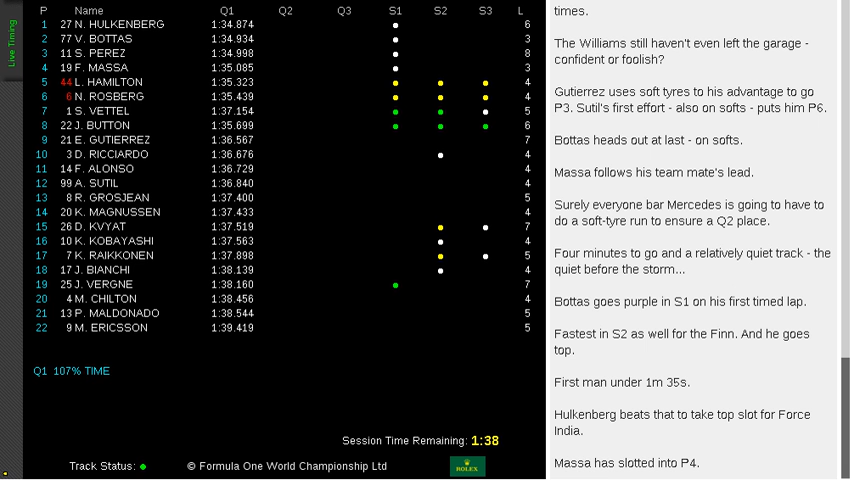 Live Timing
P Name Q1 Q2 Q3 S1 S2 S3 L
1 27 N. HULKENBERG 1:34.874 6
2 77 V. BOTTAS 1:34.934 3
3 11 S. PEREZ 1:34.998 8
4 19 F. MASSA 1:35.085 3
5 44 L. HAMILTON 1:35.323 4
6 6 N. ROSBERG 1:35.439 4
7 1 S. VETTEL 1:37.154 5
8 22 J. BUTTON 1:35.699 6
9 21 E. GUTIERREZ 1:36.567 7
10 3 D. RICCIARDO 1:36.676 4
11 14 F. ALONSO 1:36.729 4
12 99 A. SUTIL 1:36.840 4
13 8 R. GROSJEAN 1:37.400 5
14 20 K. MAGNUSSEN 1:37.433 4
15 26 D. KVYAT 1:37.519 7
16 10 K. KOBAYASHI 1:37.563 4
17 7 K. RAIKKONEN 1:37.898 5
18 17 J. BIANCHI 1:38.139 4
19 25 J. VERGNE 1:38.160 7
20 4 M. CHILTON 1:38.456 4
21 13 P. MALDONADO 1:38.544 5
22 9 M. ERICSSON 1:39.419 5
Q1 107% TIME
Session Time Remaining: 1:38
Track Status: © Formula One World Championship Ltd
ROLEX
times.
The Williams still haven't even left the garage -
confident or foolish?
Gutierrez uses soft tyres to his advantage to go
P3. Sutil's first effort - also on softs - puts him P6.
Bottas heads out at last - on softs.
Massa follows his team mate's lead.
Surely everyone bar Mercedes is going to have to
do a soft-tyre run to ensure a Q2 place.
Four minutes to go and a relatively quiet track - the
quiet before the storm...
Bottas goes purple in S1 on his first timed lap.
Fastest in S2 as well for the Finn. And he goes
top.
First man under 1m 35s.
Hulkenberg beats that to take top slot for Force
India.
Massa has slotted into P4.